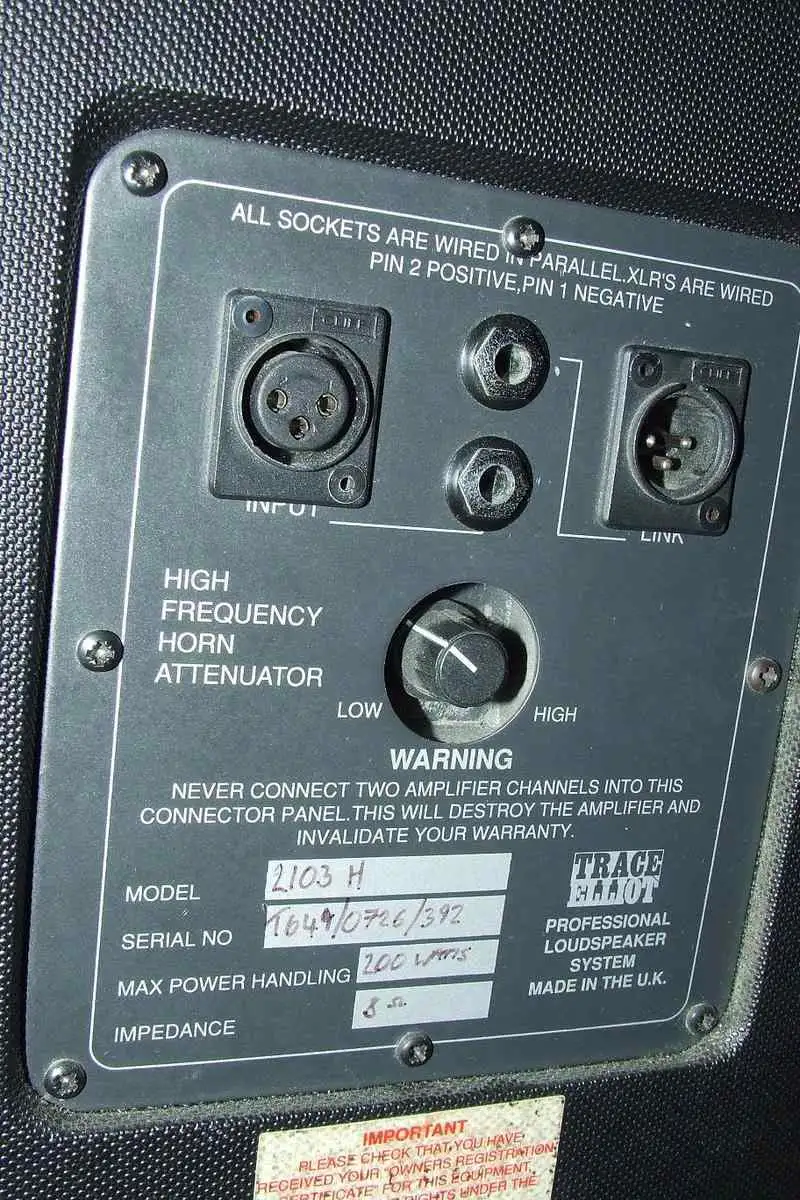 ALL SOCKETS ARE WIRED IN PARALLEL.XLR'S ARE WIRED
PIN 2 POSITIVE,PIN 1 NEGATIVE
INPUT
LINK
HIGH
FREQUENCY
HORN
ATTENUATOR
LOW
HIGH
WARNING
NEVER CONNECT TWO AMPLIFIER CHANNELS INTO THIS
CONNECTOR PANEL.THIS WILL DESTROY THE AMPLIFIER AND
INVALIDATE YOUR WARRANTY.
MODEL 2103 H
SERIAL NO T649/0726/392
MAX POWER HANDLING 200 WATTS
IMPEDANCE 8 Ω
TRACE
ELLIOT
PROFESSIONAL
LOUDSPEAKER
SYSTEM
MADE IN THE U.K.
IMPORTANT
PLEASE CHECK THAT YOU HAVE
RECEIVED YOUR "OWNERS REGISTRATION
CERTIFICATE" FOR THIS EQUIPMENT.
RIGHTS UNDER THE